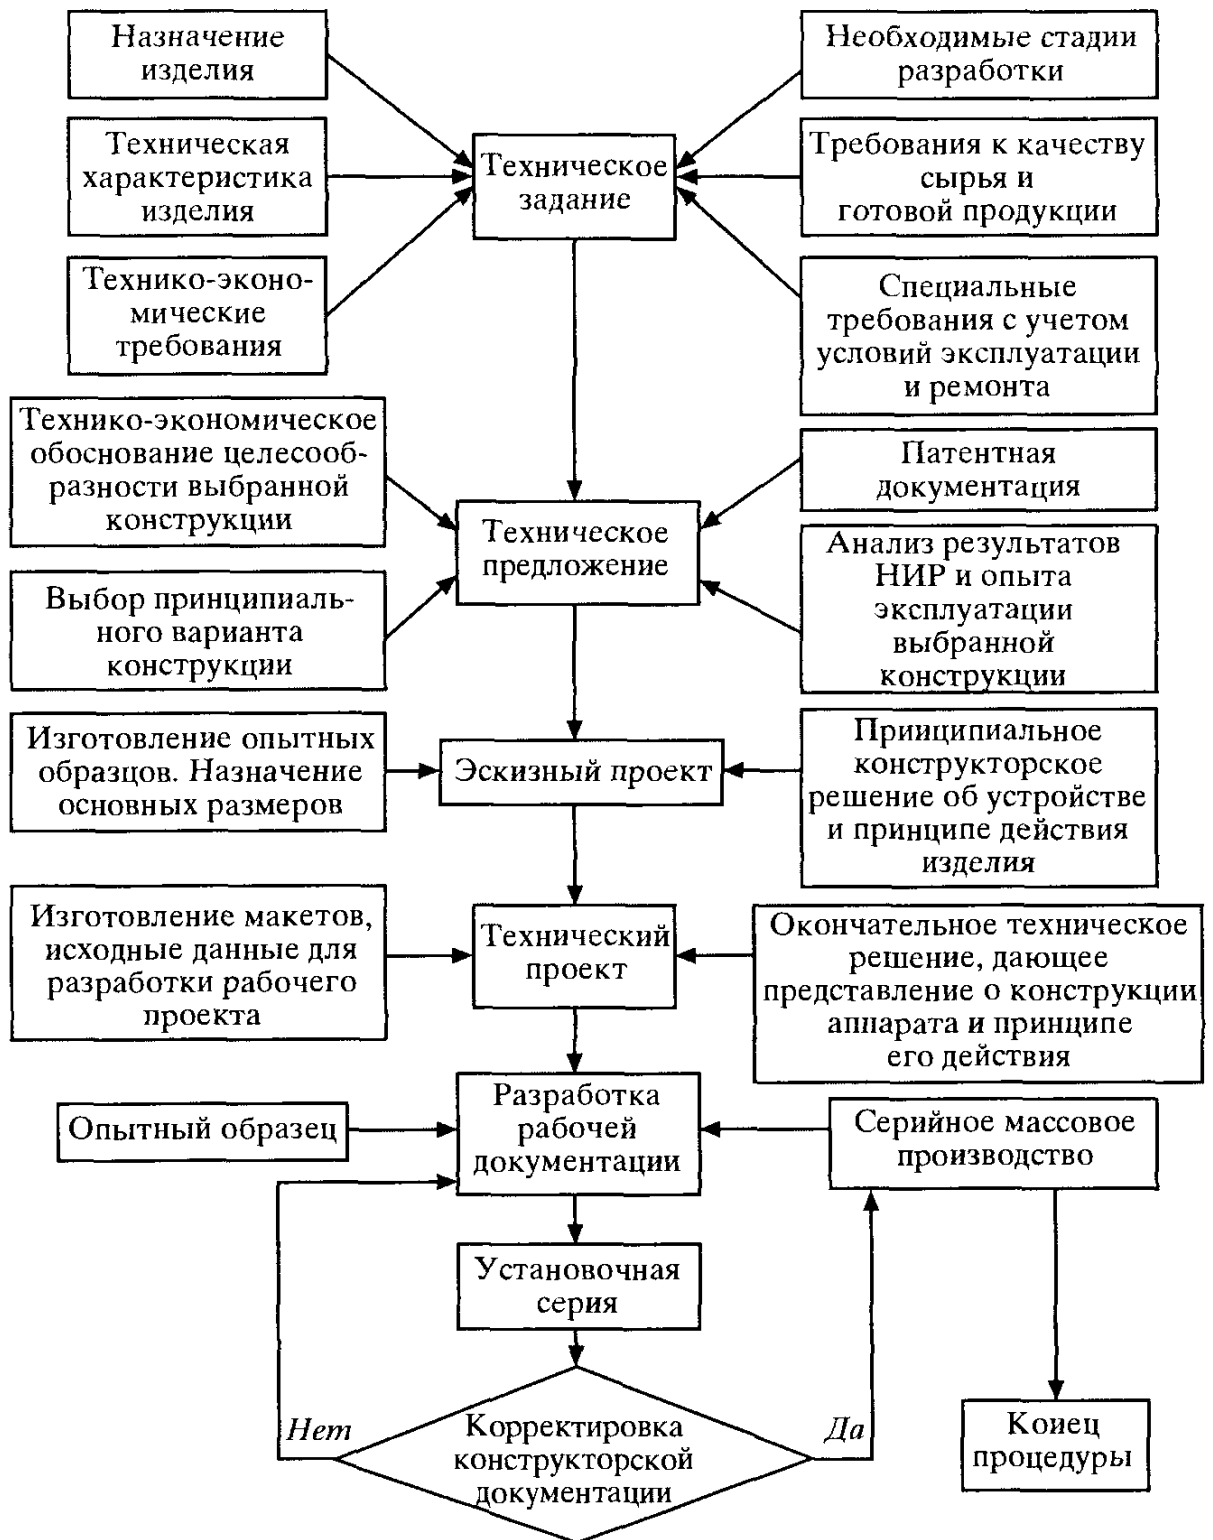 Назначение
изделия
Необходимые стадии
разработки
Техническая
характеристика
изделия
Техническое
задание
Требования к качеству
сырья и
готовой продукции
Технико-эконо-
мические
требования
Специальные
требования с учетом
условий эксплуатации
и ремонта
Технико-экономическое
обоснование целесооб-
разности выбранной
конструкции
Патентная
документация
Техническое
предложение
Выбор принципиаль-
ного варианта
конструкции
Анализ результатов
НИР и опыта
эксплуатации
выбранной
конструкции
Изготовление опытных
образцов. Назначение
основных размеров
Эскизный проект
Принципиальное
конструкторское
решение об устройстве
и принципе действия
изделия
Изготовление макетов,
исходные данные для
разработки рабочего
проекта
Технический
проект
Окончательное техническое
решение, дающее
представление о конструкции
аппарата и принципе
его действия
Опытный образец
Разработка
рабочей
документации
Серийное массовое
производство
Установочная
серия
Нет
Корректировка
конструкторской
документации
Да
Конец
процедуры